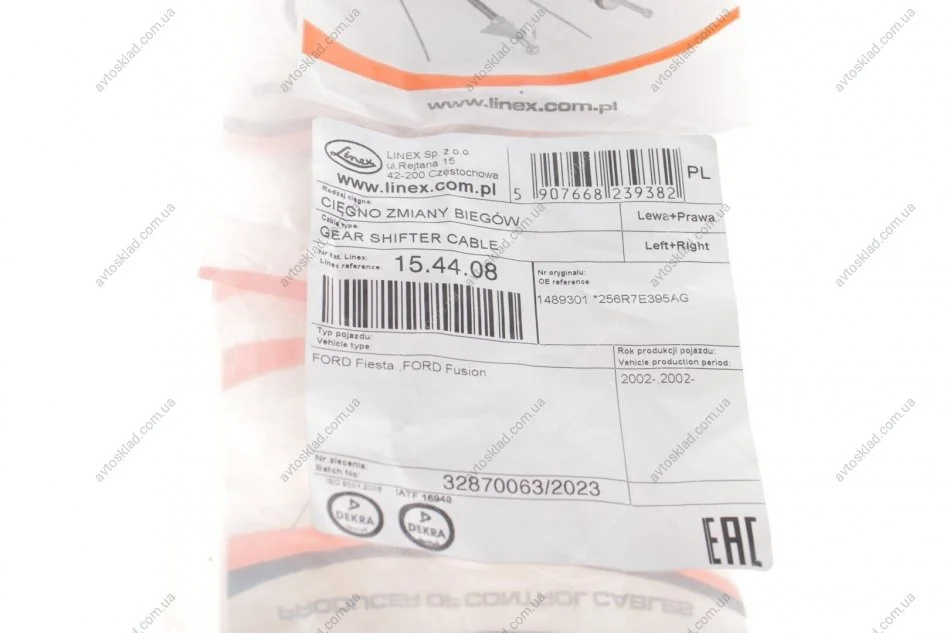 www.linex.com.pl
Linex
LINEX Sp. z o.o.
ul.Rejtana 15
42-200 Częstochowa
www.linex.com.pl
5 907668 239382
PL
Rodzaj cięgna:
CIĘGNO ZMIANY BIEGÓW
Lewa+Prawa
Cable type:
GEAR SHIFTER CABLE
Left+Right
Nr kat. Linex:
Linex reference:
15.44.08
Nr oryginału:
OE reference
1489301 *256R7E395AG
Typ pojazdu:
Vehicle type:
FORD Fiesta ,FORD Fusion
Rok produkcji pojazdu:
Vehicle production period:
2002-,2002-
Nr zlecenia:
Batch No:
32870063/2023
IATF 16949
DEKRA
DEKRA
EAC
PRODUCER OF CONTROL CABLES
avtosklad.com.ua